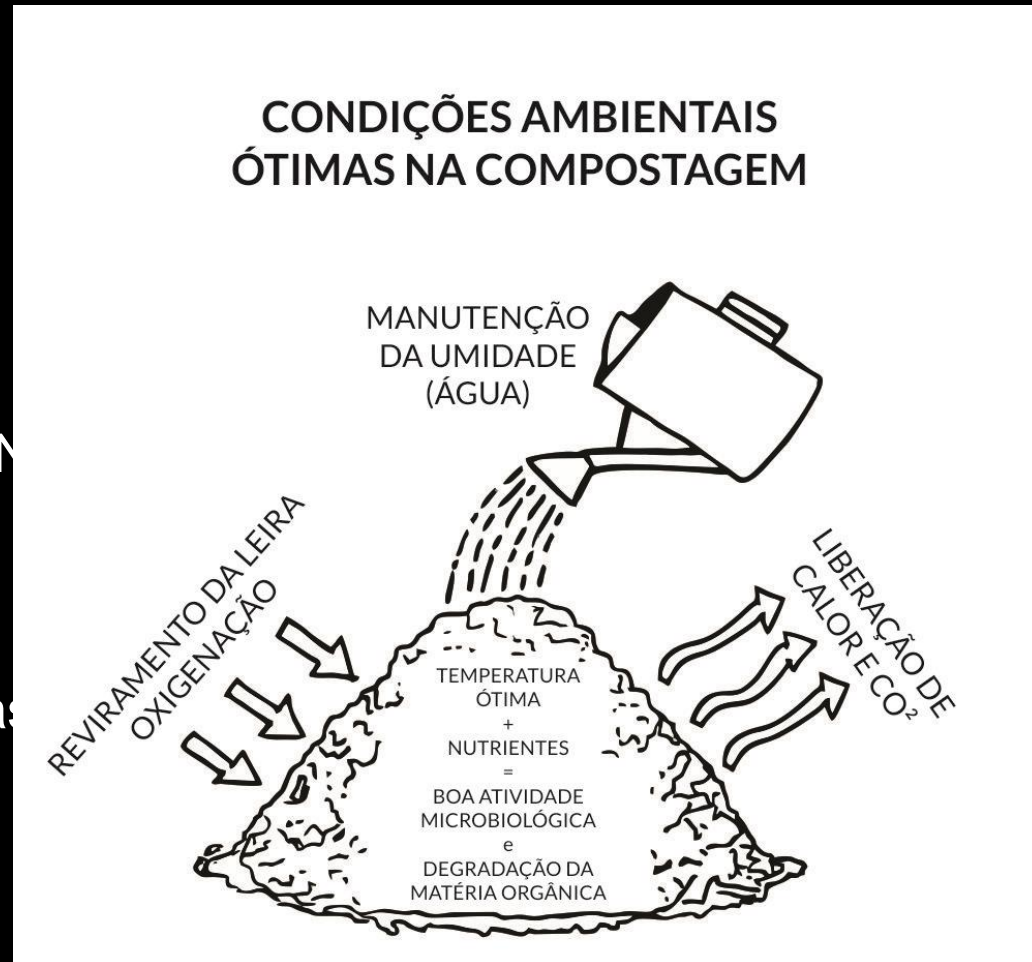 CONDIÇÕES AMBIENTAIS
ÓTIMAS NA COMPOSTAGEM
MANUTENÇÃO
DA UMIDADE
(ÁGUA)
REVIRAMENTO DA LEIRA
OXIGENAÇÃO
LIBERAÇÃO DE
CALOR E CO²
TEMPERATURA
ÓTIMA
+
NUTRIENTES
=
BOA ATIVIDADE
MICROBIOLÓGICA
e
DEGRADAÇÃO DA
MATÉRIA ORGÂNICA